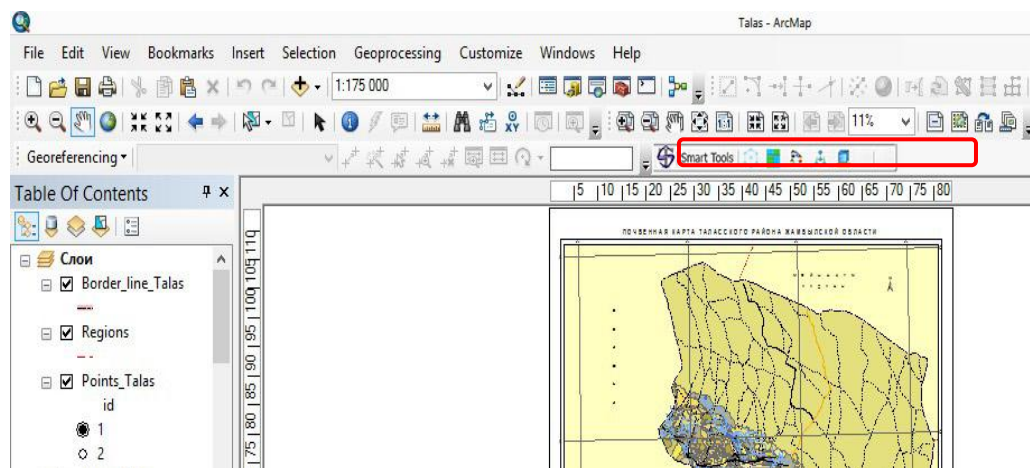 Talas - ArcMap
File Edit View Bookmarks Insert Selection Geoprocessing Customize Windows Help
1:175 000
11%
Georeferencing
Smart Tools
Table Of Contents
|5 |10 |15 |20 |25 |30 |35 |40 |45 |50 |55 |60 |65 |70 |75 |80
Слои
Border_line_Talas
Regions
Points_Talas
id
1
2
75 | 80 | 85 | 90 | 95 | 100 | 105 | 110
ПОЧВЕННАЯ КАРТА ТАЛАССКОГО РАЙОНА ЖАМБЫЛСКОЙ ОБЛАСТИ